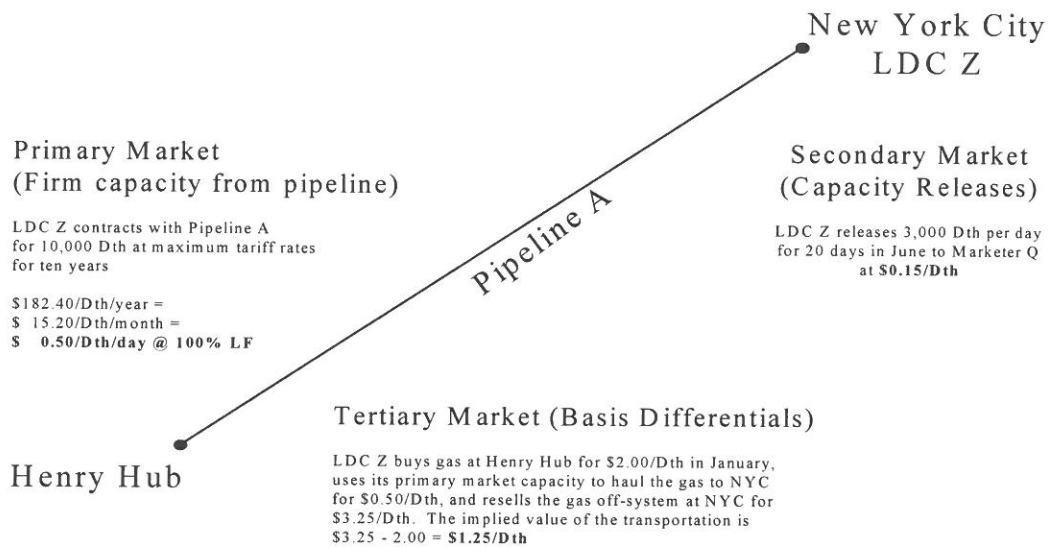 New York City
LDC Z
Primary Market
(Firm capacity from pipeline)
LDC Z contracts with Pipeline A
for 10,000 Dth at maximum tariff rates
for ten years
$182.40/Dth/year =
$ 15.20/Dth/month =
$ 0.50/Dth/day @ 100% LF
Pipeline A
Secondary Market
(Capacity Releases)
LDC Z releases 3,000 Dth per day
for 20 days in June to Marketer Q
at $0.15/Dth
Henry Hub
Tertiary Market (Basis Differentials)
LDC Z buys gas at Henry Hub for $2.00/Dth in January,
uses its primary market capacity to haul the gas to NYC
for $0.50/Dth, and resells the gas off-system at NYC for
$3.25/Dth. The implied value of the transportation is
$3.25 - 2.00 = $1.25/Dth